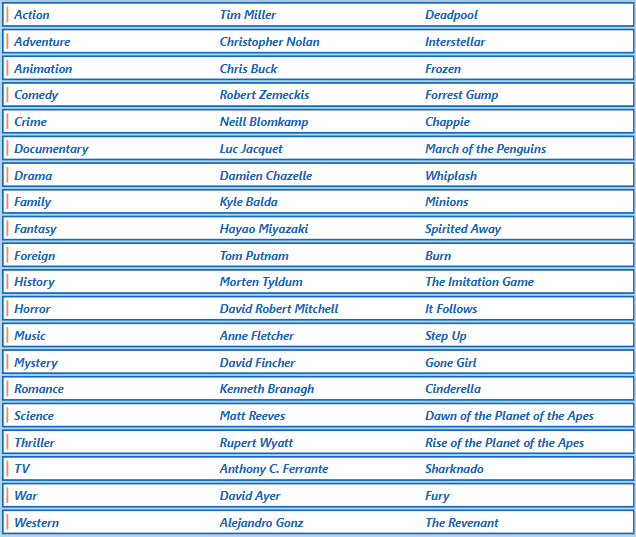 Action Tim Miller Deadpool
Adventure Christopher Nolan Interstellar
Animation Chris Buck Frozen
Comedy Robert Zemeckis Forrest Gump
Crime Neill Blomkamp Chappie
Documentary Luc Jacquet March of the Penguins
Drama Damien Chazelle Whiplash
Family Kyle Balda Minions
Fantasy Hayao Miyazaki Spirited Away
Foreign Tom Putnam Burn
History Morten Tyldum The Imitation Game
Horror David Robert Mitchell It Follows
Music Anne Fletcher Step Up
Mystery David Fincher Gone Girl
Romance Kenneth Branagh Cinderella
Science Matt Reeves Dawn of the Planet of the Apes
Thriller Rupert Wyatt Rise of the Planet of the Apes
TV Anthony C. Ferrante Sharknado
War David Ayer Fury
Western Alejandro Gonz The Revenant